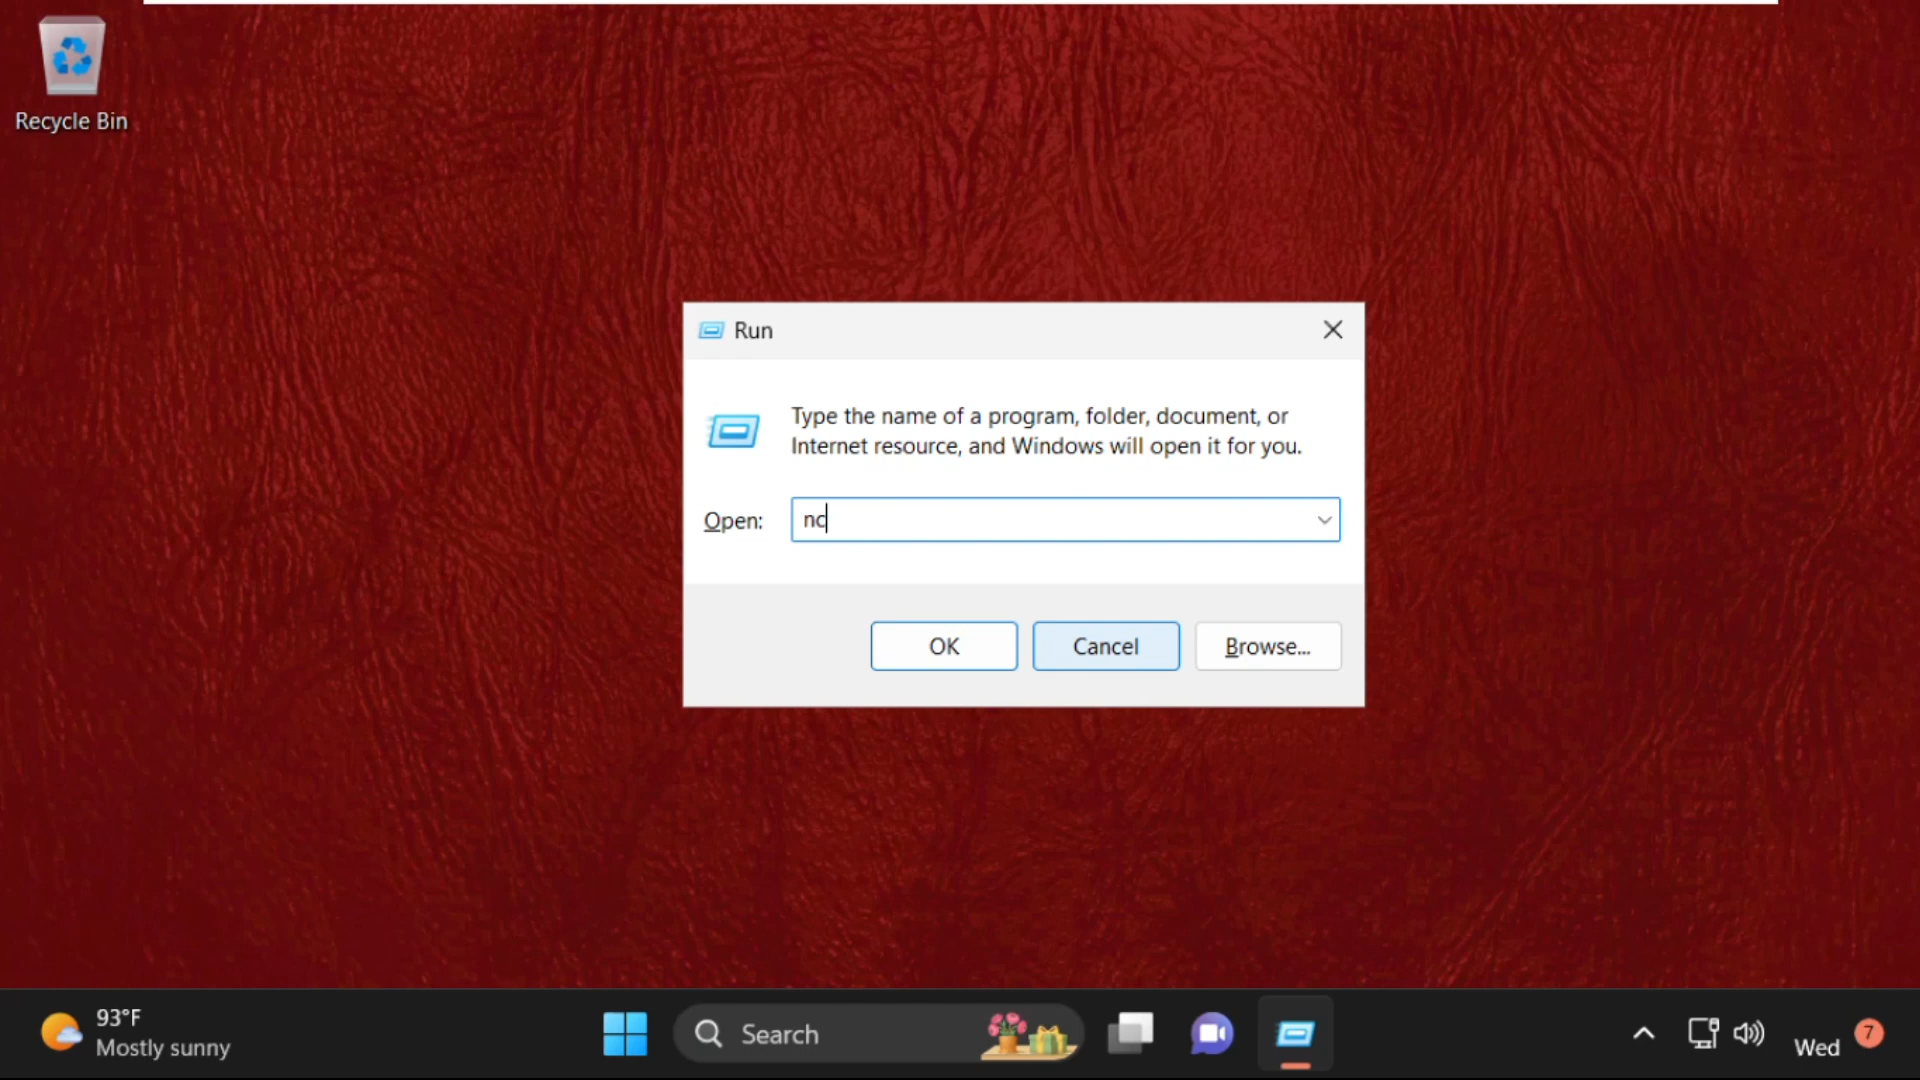 Recycle Bin
Run
Type the name of a program, folder, document, or
Internet resource, and Windows will open it for you.
Open:
nc
OK
Cancel
Browse...
93°F
Mostly sunny
Search
Wed
7